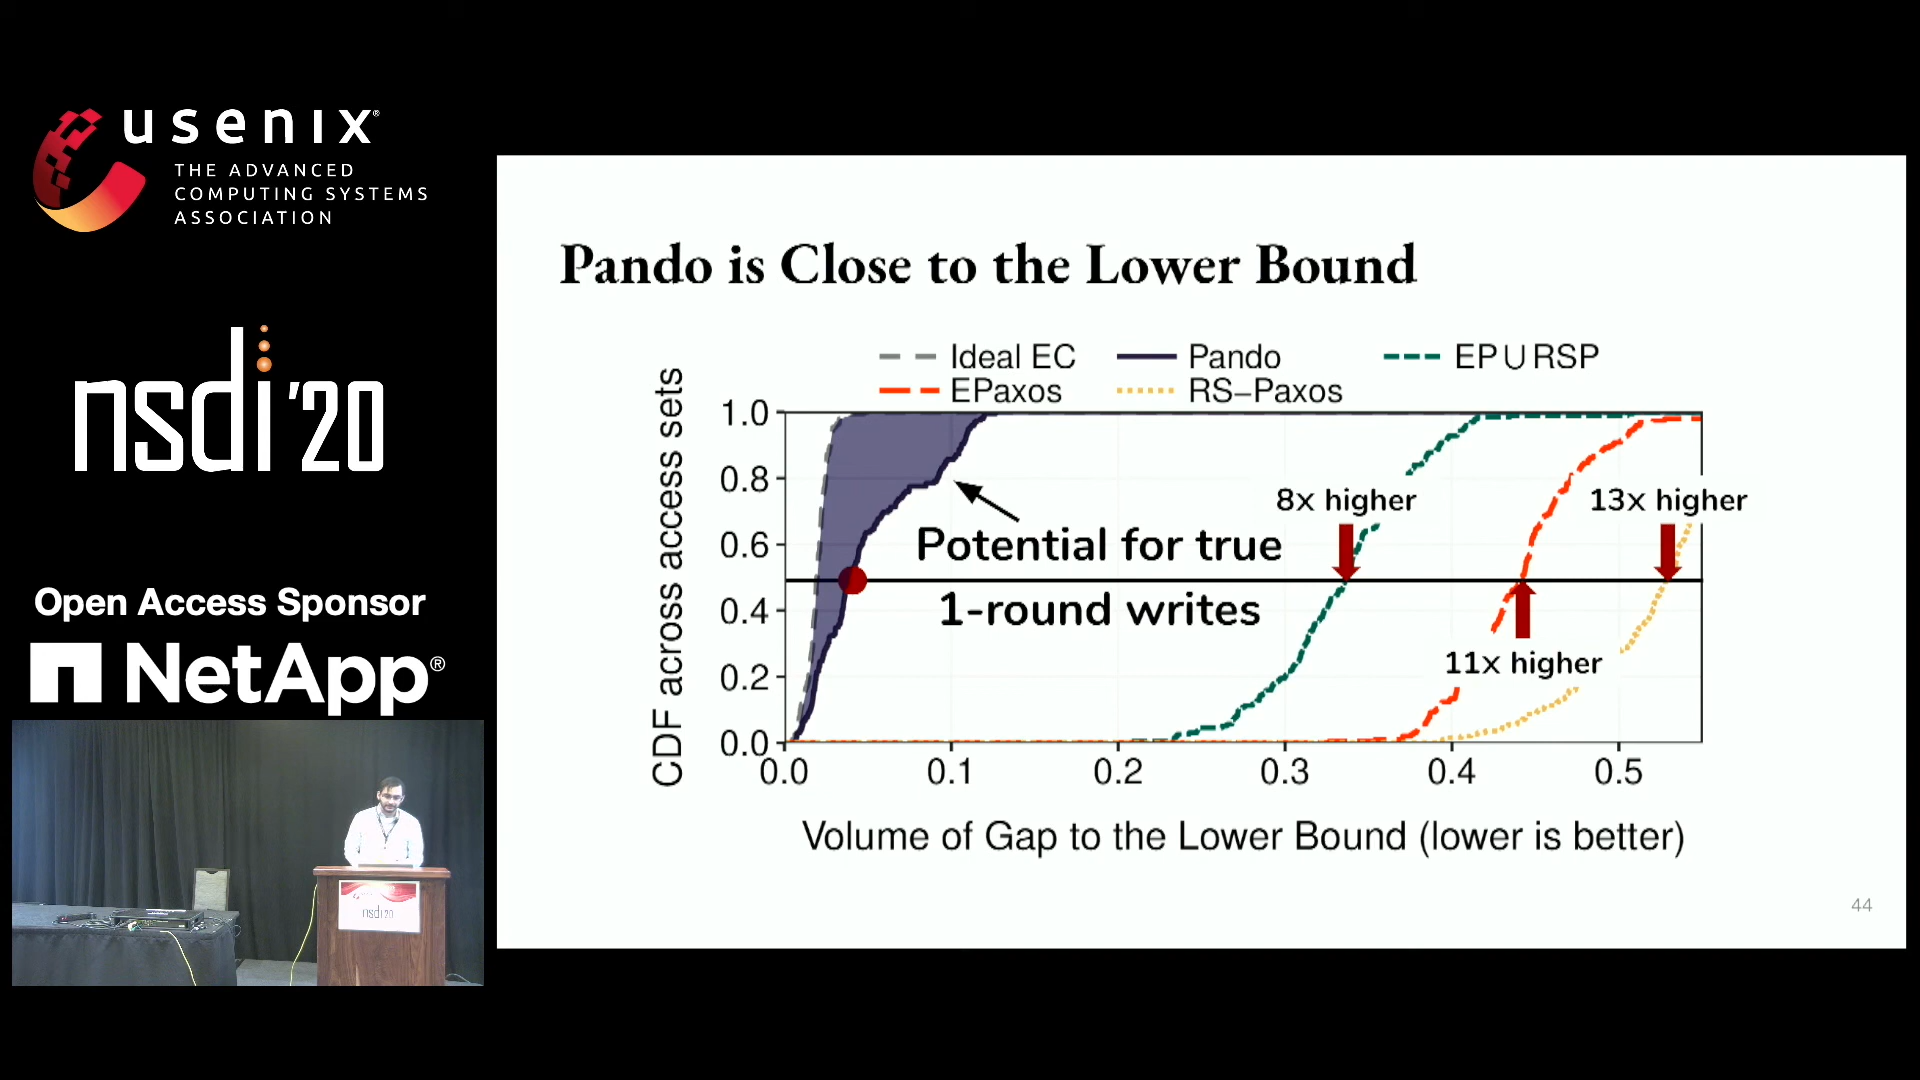 usenix®
THE ADVANCED
COMPUTING SYSTEMS
ASSOCIATION
nsdi '20
Open Access Sponsor
NetApp®
nsdi 20
Pando is Close to the Lower Bound
Ideal EC
Pando
EP∪RSP
EPaxos
RS–Paxos
CDF across access sets
1.0
0.8
0.6
0.4
0.2
0.0
8x higher
13x higher
Potential for true
1-round writes
11x higher
0.0
0.1
0.2
0.3
0.4
0.5
Volume of Gap to the Lower Bound (lower is better)
44